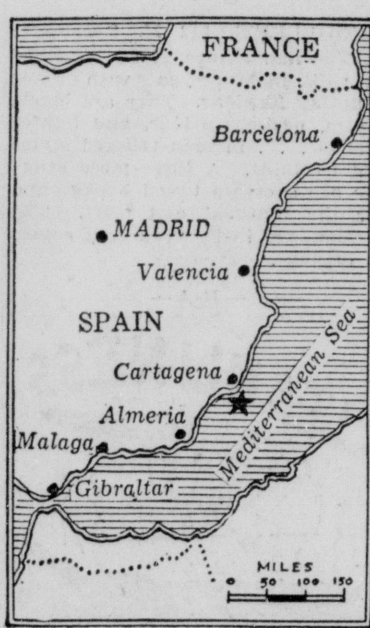 FRANCE
Barcelona
MADRID
Valencia
SPAIN
Cartagena
Mediterranean Sea
Almeria
Malaga
Gibraltar
MILES
0 50 100 150